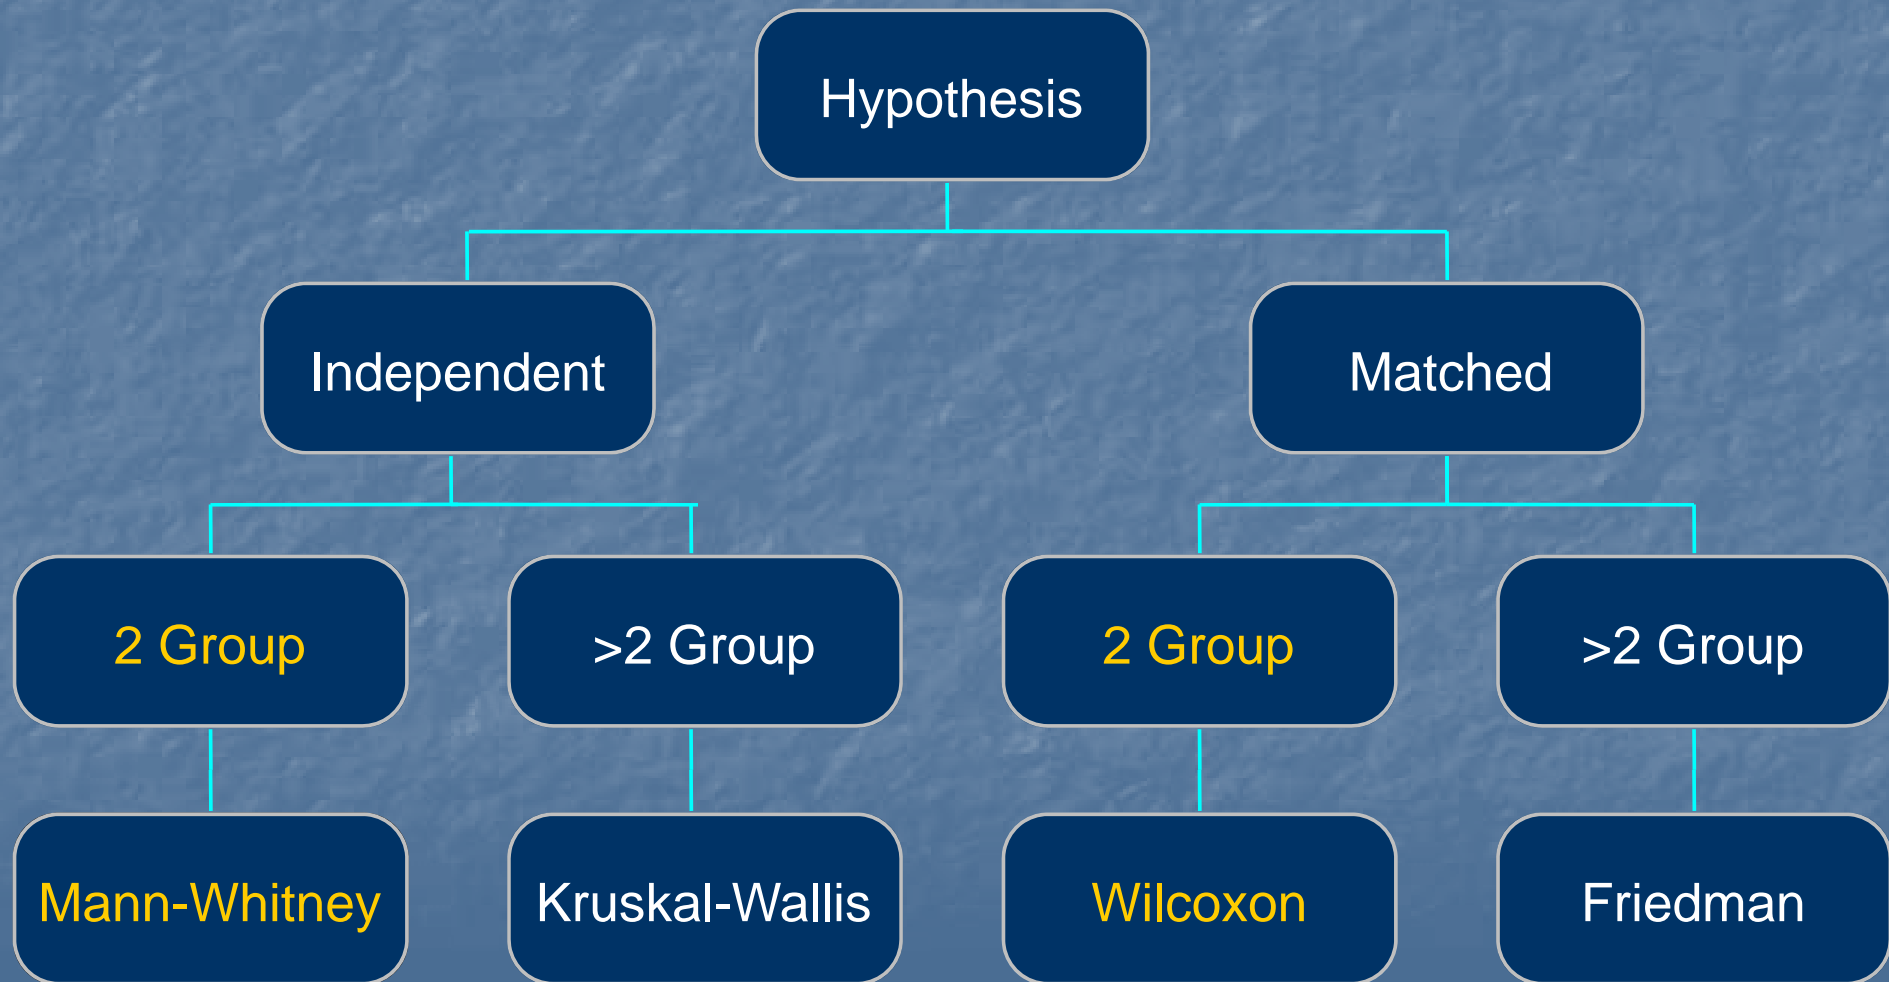 Hypothesis
Independent
Matched
2 Group
>2 Group
2 Group
>2 Group
Mann-Whitney
Kruskal-Wallis
Wilcoxon
Friedman